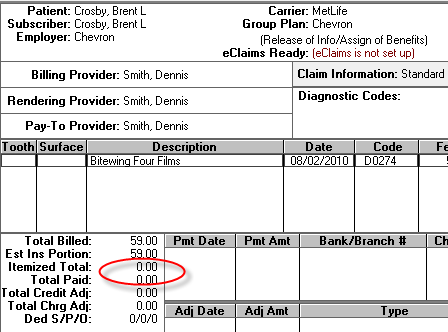 Patient: Crosby, Brent L Carrier: MetLife
Subscriber: Crosby, Brent L Group Plan: Chevron
Employer: Chevron (Release of Info/Assign of Benefits)
eClaims Ready: (eClaims is not set up)
Billing Provider: Smith, Dennis Claim Information: Standard
Rendering Provider: Smith, Dennis Diagnostic Codes:
Pay-To Provider: Smith, Dennis
Tooth Surface Description Date Code Fe
Bitewing Four Films 08/02/2010 D0274
Total Billed: 59.00 Pmt Date Pmt Amt Bank/Branch # Ch
Est Ins Portion: 59.00
Itemized Total: 0.00
Total Paid: 0.00
Total Credit Adj: 0.00
Total Chrg Adj: 0.00 Adj Date Adj Amt Type
Ded S/P/O: 0/0/0